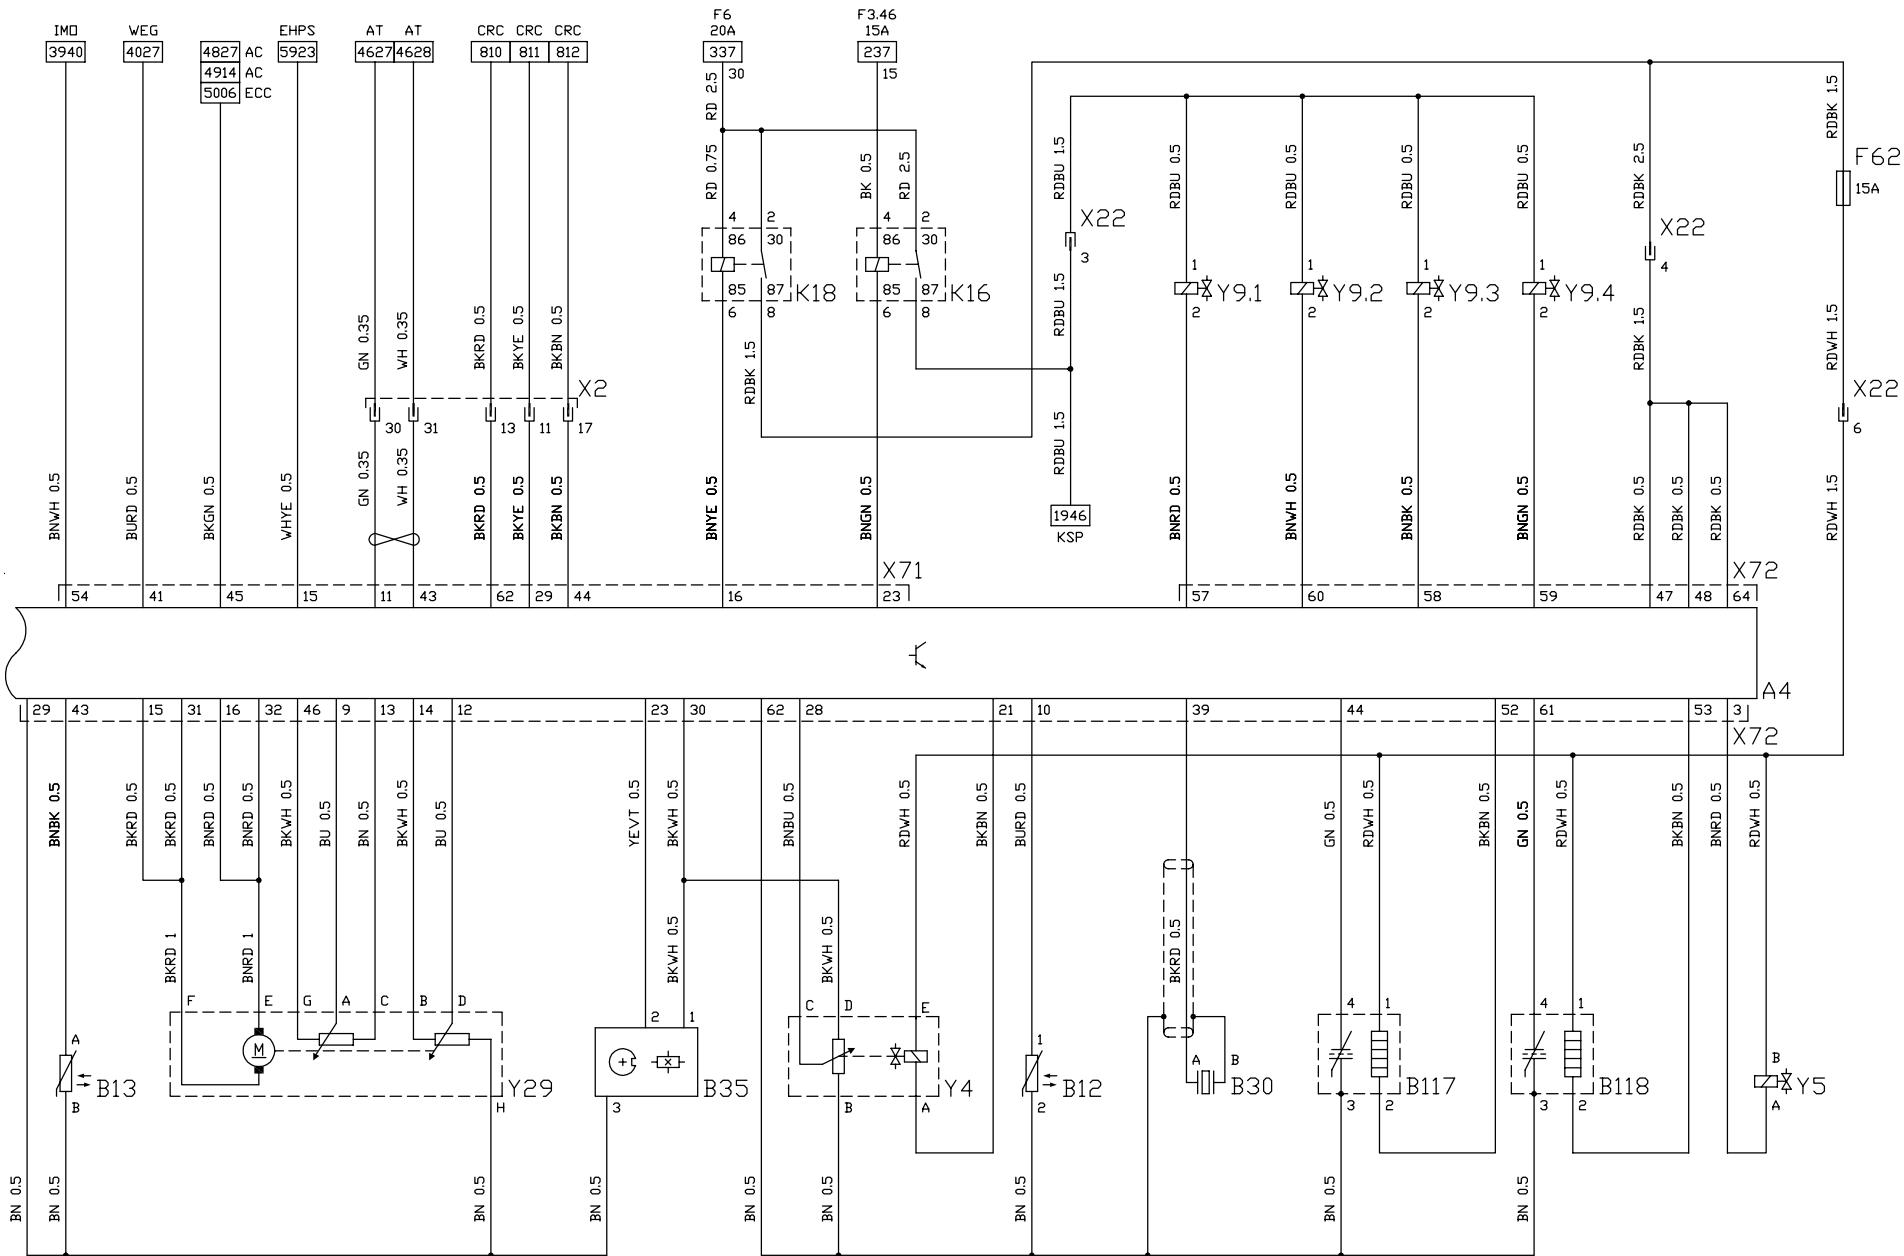 IMO WEG EHPS AT AT CRC CRC CRC F6 F3.46
20A 15A
3940 4027 4827 AC 5923 4627 4628 810 811 812 337 237
4914 AC 30 15
5006 ECC
RD 2.5 RDBK 1.5
RD 0.75 BK 0.5 RD 2.5 RDBU 1.5 RDBU 0.5 RDBU 0.5 RDBU 0.5 RDBU 0.5 RDBK 2.5 F62
15A
4 2 4 2 X22 X22
86 30 86 30 3 4
1 1 1 1
85 87 K18 85 87 K16 Y9.1 Y9.2 Y9.3 Y9.4
6 8 6 8 2 2 2 2
GN 0.35 WH 0.35 BKRD 0.5 BKYE 0.5 BKBN 0.5 RDBK 1.5 RDBU 1.5 RDBK 1.5 RDWH 1.5
X2 X22
30 31 13 11 17 6
RDBU 1.5
BNWH 0.5 BURD 0.5 BKGN 0.5 WHYE 0.5 GN 0.35 WH 0.35 BKRD 0.5 BKYE 0.5 BKBN 0.5 BNYE 0.5 BNGN 0.5 BNRD 0.5 BNWH 0.5 BNBK 0.5 BNGN 0.5 RDBK 0.5 RDBK 0.5 RDBK 0.5 RDWH 1.5
1946
KSP
X71 X72
54 41 45 15 11 43 62 29 44 16 23 57 60 58 59 47 48 64
A4
29 43 15 31 16 32 46 9 13 14 12 23 30 62 28 21 10 39 44 52 61 53 3
X72
BNBK 0.5 BKRD 0.5 BKRD 0.5 BNRD 0.5 BNRD 0.5 BKWH 0.5 BU 0.5 BN 0.5 BKWH 0.5 BU 0.5 YEVT 0.5 BKWH 0.5 BNBU 0.5 RDWH 0.5 BKBN 0.5 BURD 0.5 GN 0.5 RDWH 0.5 BKBN 0.5 GN 0.5 RDWH 0.5 BKBN 0.5 BNRD 0.5 RDWH 0.5
BKRD 1 BNRD 1 BKWH 0.5 BKWH 0.5 BKRD 0.5
F E G A C B D 2 1 C D E 4 1 4 1
A M 1 A B B
B13 Y29 B35 Y4 B12 B30 B117 B118 Y5
B H 3 B A 2 3 2 3 2 A
BN 0.5 BN 0.5 BN 0.5 BN 0.5 BN 0.5 BN 0.5 BN 0.5 BN 0.5 BN 0.5